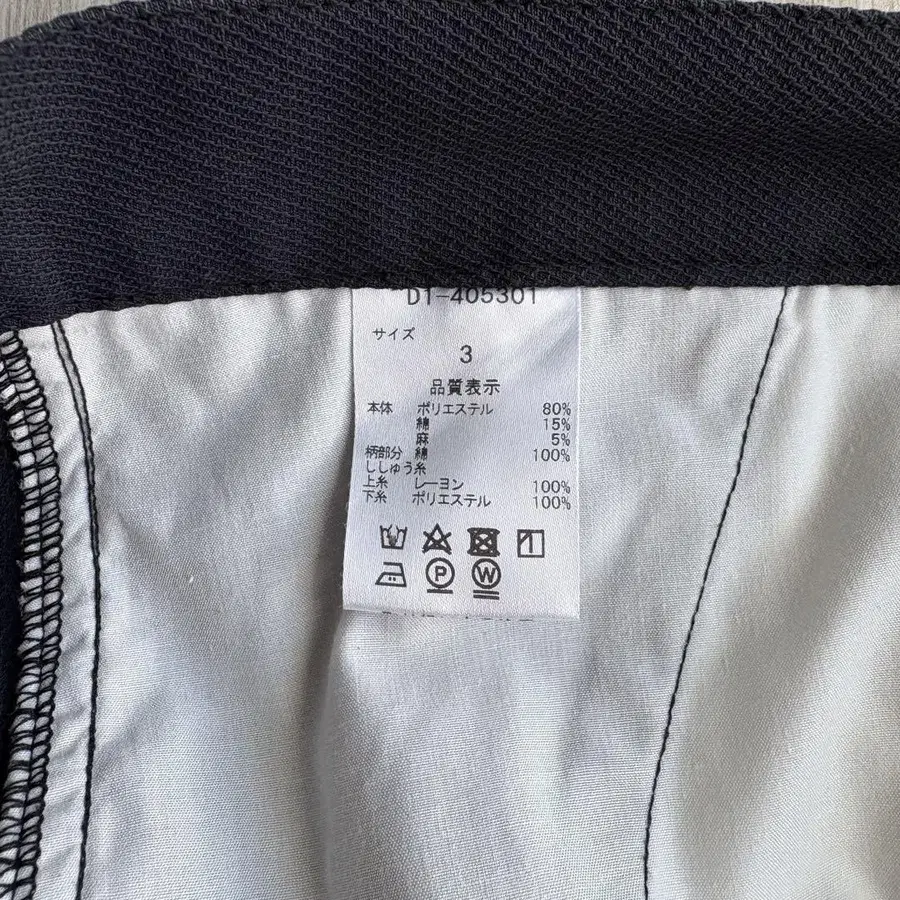 D1-405301
サイズ
3
品質表示
本体 ポリエステル 80%
綿 15%
麻 5%
柄部分 綿 100%
ししゅう糸
上糸 レーヨン 100%
下糸 ポリエステル 100%
P W